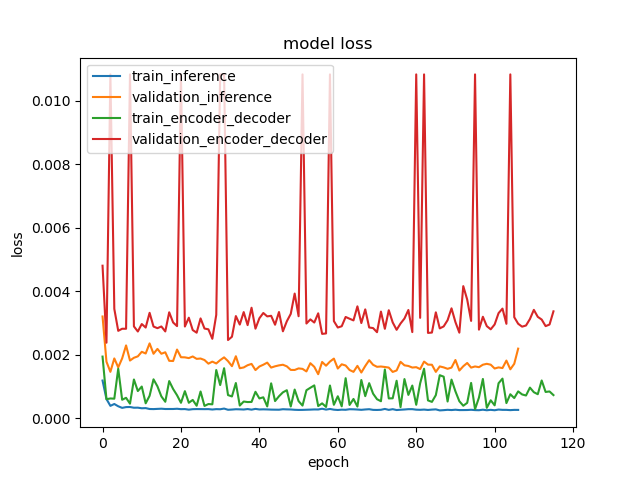 model loss
train_inference
validation_inference
train_encoder_decoder
validation_encoder_decoder
0.010
0.008
0.006
0.004
0.002
0.000
loss
0 20 40 60 80 100 120
epoch